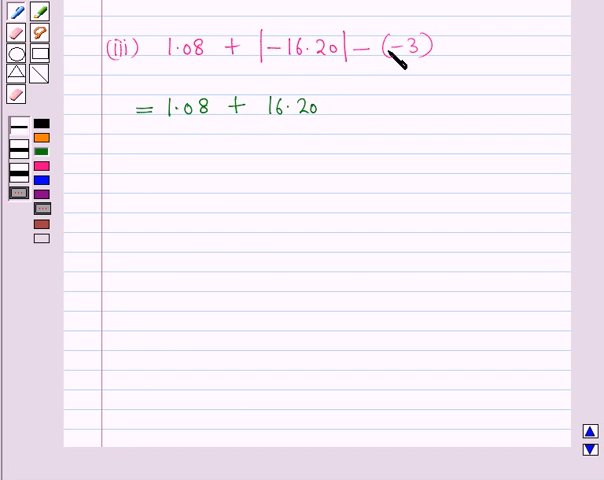 (iii) 1·08 + |-16·20| - (-3)
= 1·08 + 16·20